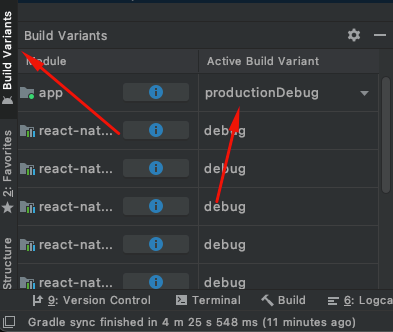 Build Variants
Build Variants
2: Favorites
Structure
Module Active Build Variant
app productionDebug
react-nat... debug
react-nat... debug
react-nat... debug
react-nat... debug
react-nat... debug
9: Version Control Terminal Build 6: Logca
Gradle sync finished in 4 m 25 s 548 ms (11 minutes ago)